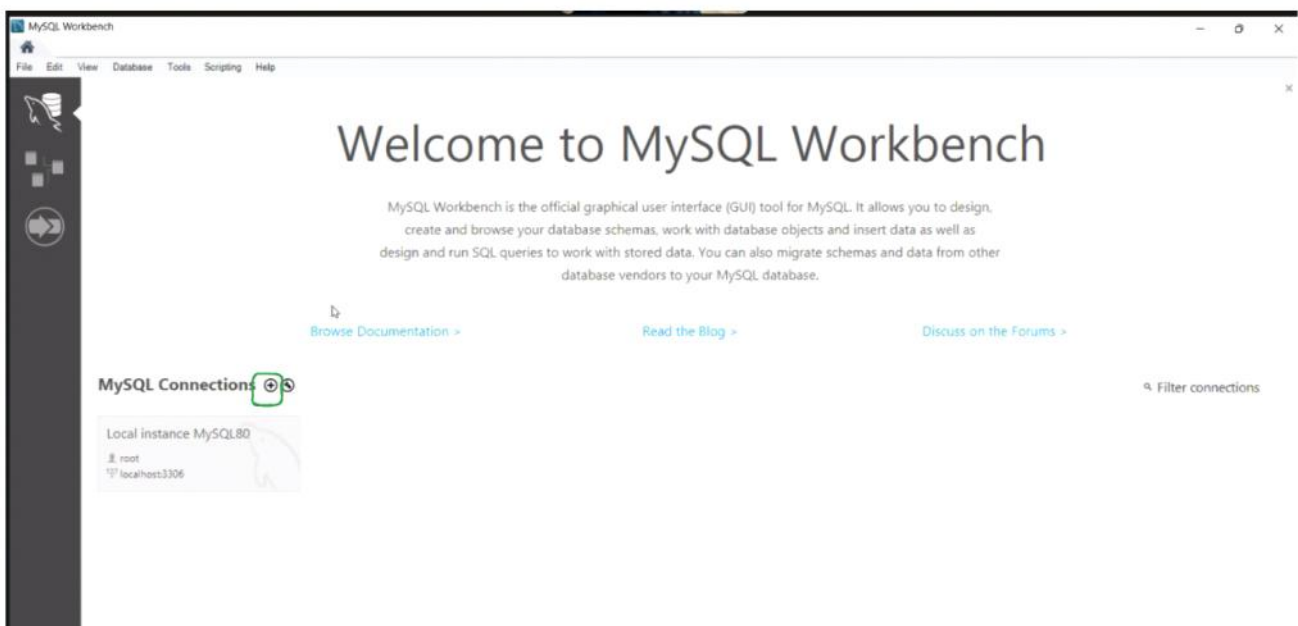 MySQL Workbench
File Edit View Database Tools Scripting Help
Welcome to MySQL Workbench
MySQL Workbench is the official graphical user interface (GUI) tool for MySQL. It allows you to design,
create and browse your database schemas, work with database objects and insert data as well as
design and run SQL queries to work with stored data. You can also migrate schemas and data from other
database vendors to your MySQL database.
Browse Documentation >
Read the Blog >
Discuss on the Forums >
MySQL Connections
Filter connections
Local instance MySQL80
root
localhost:3306